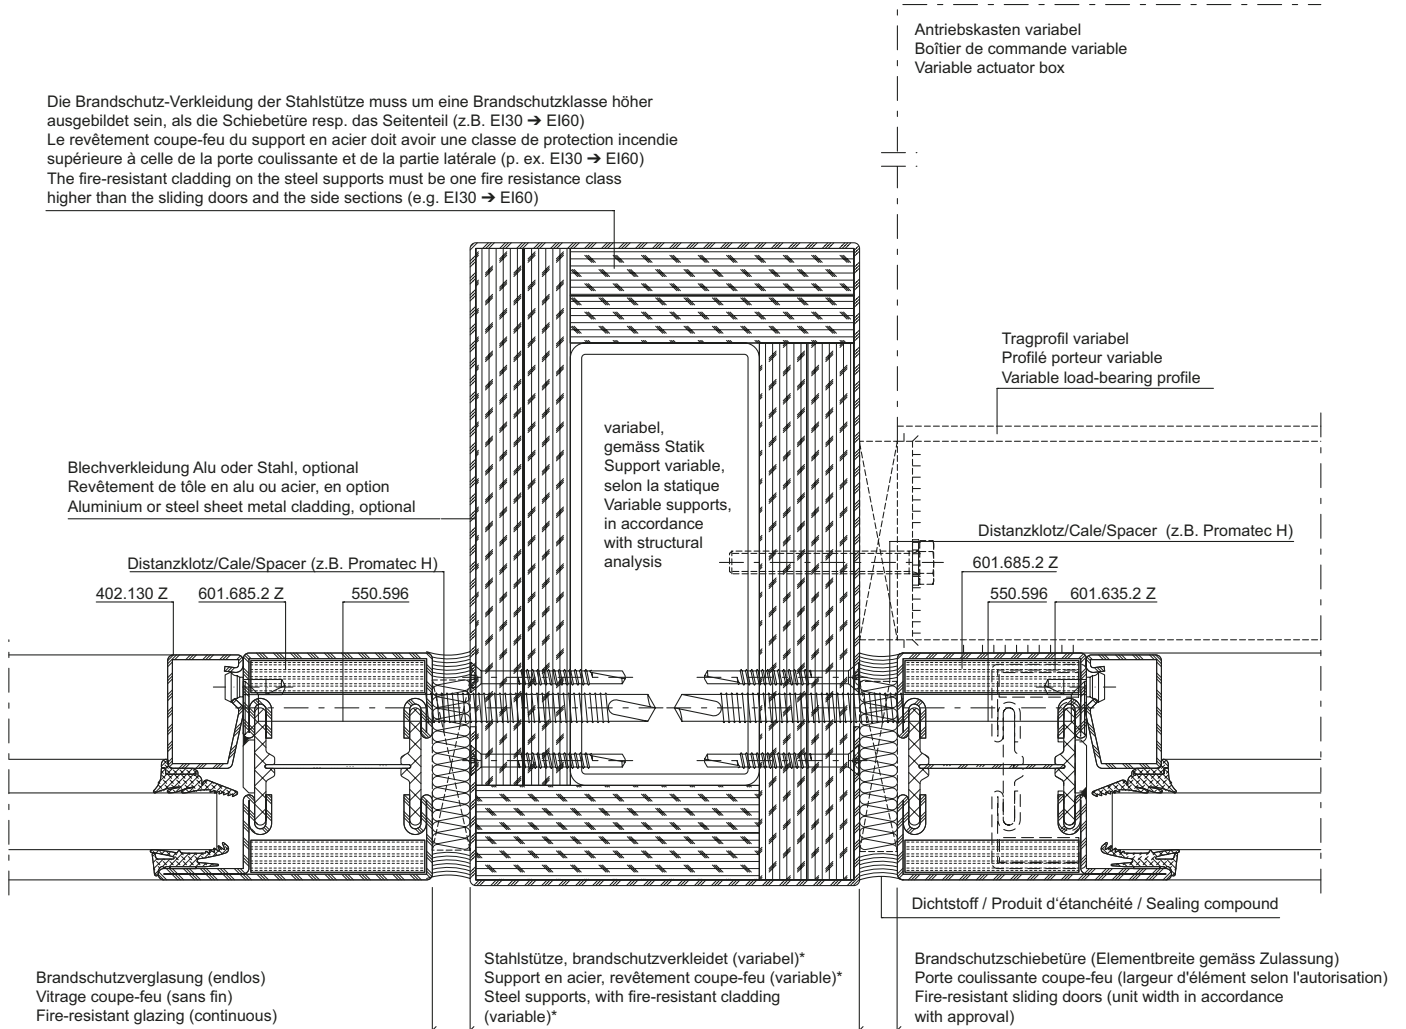 Antriebskasten variabel
Boîtier de commande variable
Variable actuator box
Die Brandschutz-Verkleidung der Stahlstütze muss um eine Brandschutzklasse höher
ausgebildet sein, als die Schiebetüre resp. das Seitenteil (z.B. EI30 ➔ EI60)
Le revêtement coupe-feu du support en acier doit avoir une classe de protection incendie
supérieure à celle de la porte coulissante et de la partie latérale (p. ex. EI30 ➔ EI60)
The fire-resistant cladding on the steel supports must be one fire resistance class
higher than the sliding doors and the side sections (e.g. EI30 ➔ EI60)
Tragprofil variabel
Profilé porteur variable
Variable load-bearing profile
variabel,
gemäss Statik
Support variable,
selon la statique
Variable supports,
in accordance
with structural
analysis
Blechverkleidung Alu oder Stahl, optional
Revêtement de tôle en alu ou acier, en option
Aluminium or steel sheet metal cladding, optional
Distanzklotz/Cale/Spacer (z.B. Promatec H)
402.130 Z 601.685.2 Z 550.596
Distanzklotz/Cale/Spacer (z.B. Promatec H)
601.685.2 Z
550.596 601.635.2 Z
Dichtstoff / Produit d'étanchéité / Sealing compound
Brandschutzverglasung (endlos)
Vitrage coupe-feu (sans fin)
Fire-resistant glazing (continuous)
Stahlstütze, brandschutzverkleidet (variabel)*
Support en acier, revêtement coupe-feu (variable)*
Steel supports, with fire-resistant cladding
(variable)*
Brandschutzschiebetüre (Elementbreite gemäss Zulassung)
Porte coulissante coupe-feu (largeur d'élément selon l'autorisation)
Fire-resistant sliding doors (unit width in accordance
with approval)